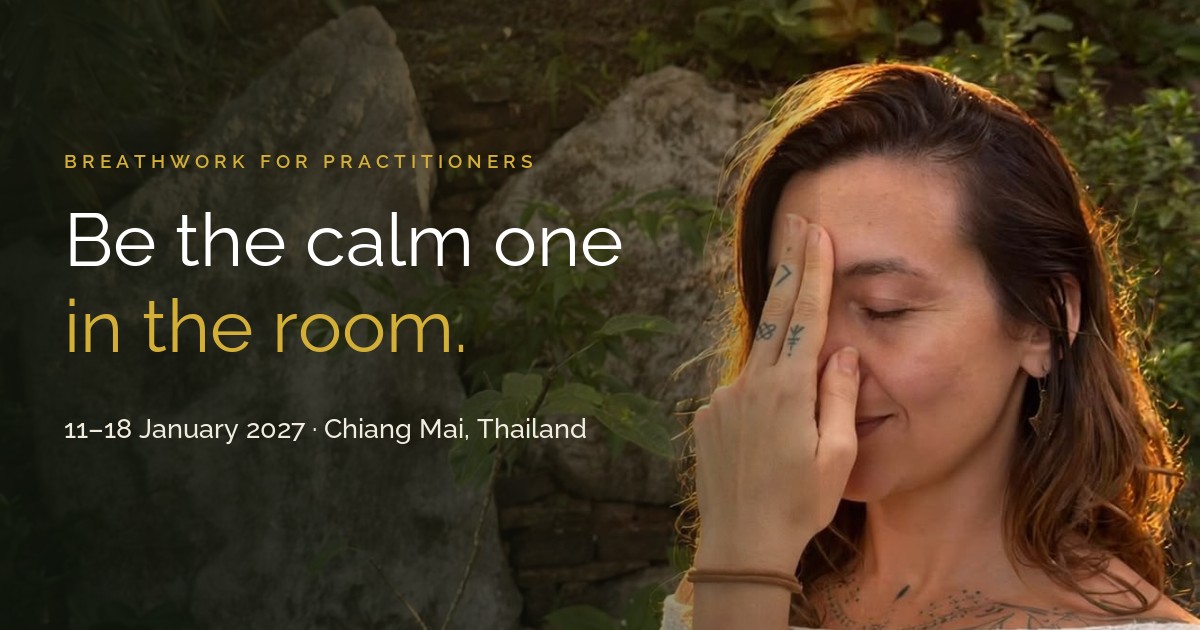 BREATHWORK FOR PRACTITIONERS
Be the calm one
in the room.
11–18 January 2027 · Chiang Mai, Thailand